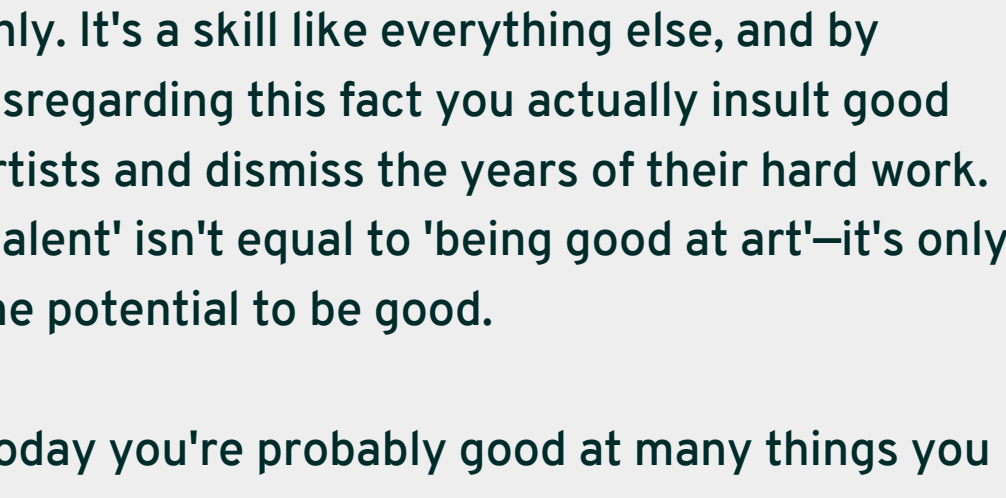 nly. It's a skill like everything else, and by
sregarding this fact you actually insult good
rtists and dismiss the years of their hard work.
alent' isn't equal to 'being good at art'—it's only
he potential to be good.
oday you're probably good at many things you